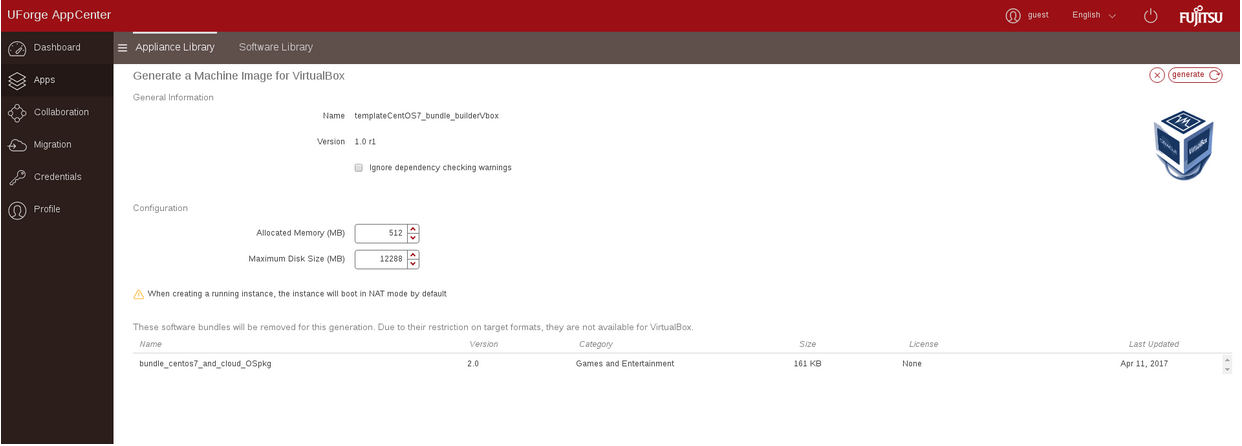 UForge AppCenter
guest
English
FUJITSU
Dashboard
Apps
Collaboration
Migration
Credentials
Profile
Appliance Library
Software Library
Generate a Machine Image for VirtualBox
generate
General Information
Name templateCentOS7_bundle_builderVbox
Version 1.0 r1
Ignore dependency checking warnings
VirtualBox
Configuration
Allocated Memory (MB) 512
Maximum Disk Size (MB) 12288
When creating a running instance, the instance will boot in NAT mode by default
These software bundles will be removed for this generation. Due to their restriction on target formats, they are not available for VirtualBox.
Name Version Category Size License Last Updated
bundle_centos7_and_cloud_OSpkg 2.0 Games and Entertainment 161 KB None Apr 11, 2017